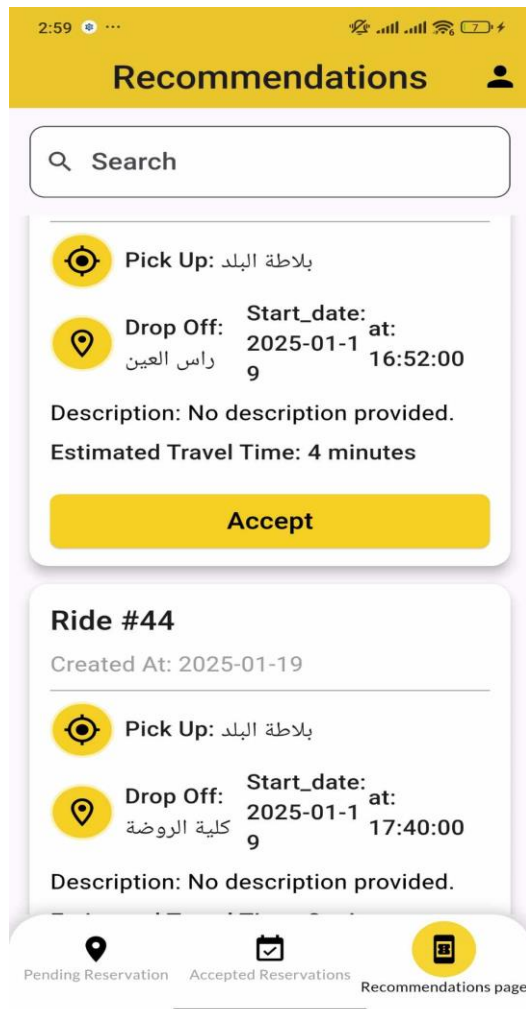 2:59
7
Recommendations
Search
Pick Up: بلاطة البلد
Drop Off:
راس العين
Start_date:
2025-01-1
9
at:
16:52:00
Description: No description provided.
Estimated Travel Time: 4 minutes
Accept
Ride #44
Created At: 2025-01-19
Pick Up: بلاطة البلد
Drop Off:
كلية الروضة
Start_date:
2025-01-1
9
at:
17:40:00
Description: No description provided.
Pending Reservation
Accepted Reservations
Recommendations page